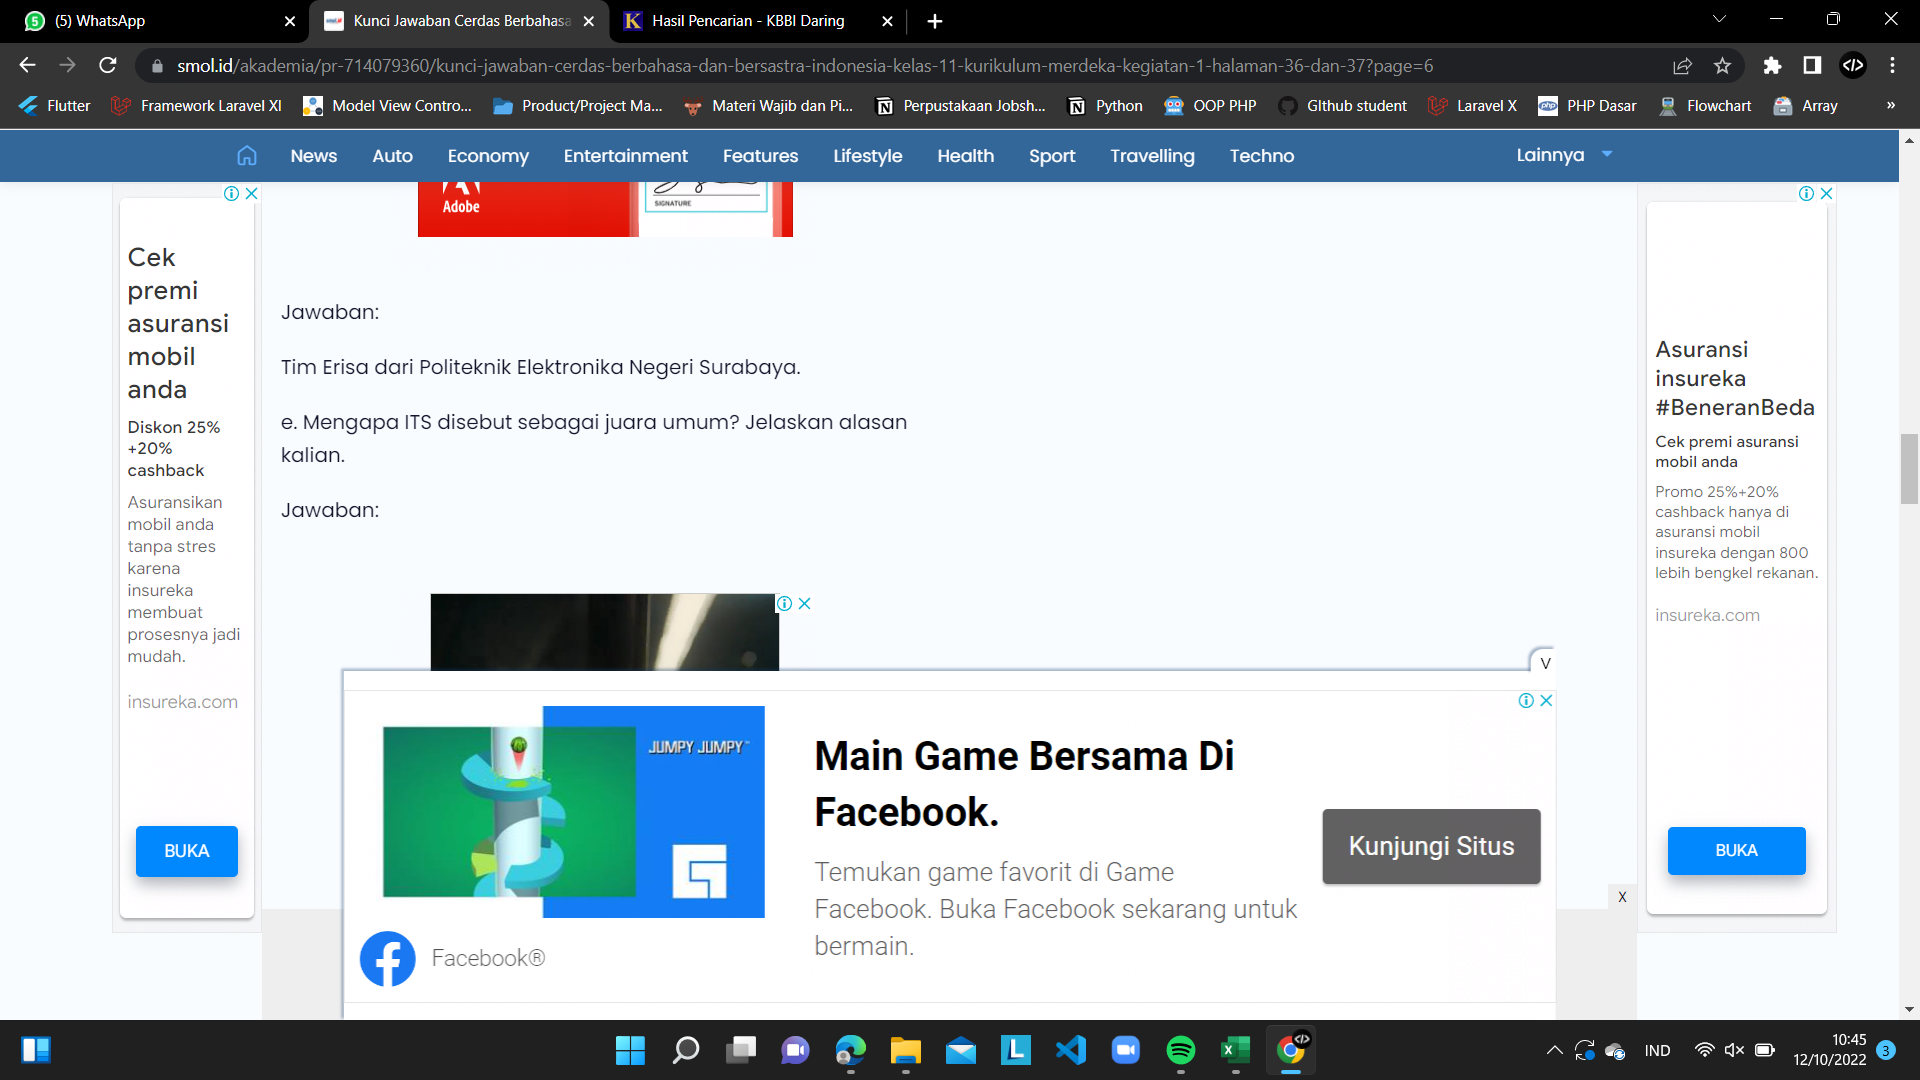 (5) WhatsApp
Kunci Jawaban Cerdas Berbahasa
Hasil Pencarian - KBBI Daring
smol.id/akademia/pr-714079360/kunci-jawaban-cerdas-berbahasa-dan-bersastra-indonesia-kelas-11-kurikulum-merdeka-kegiatan-1-halaman-36-dan-37?page=6
Flutter Framework Laravel XI Model View Contro... Product/Project Ma... Materi Wajib dan Pi... Perpustakaan Jobsh... Python OOP PHP GIthub student Laravel X PHP Dasar Flowchart Array »
News Auto Economy Entertainment Features Lifestyle Health Sport Travelling Techno Lainnya
Adobe
SIGNATURE
Cek
premi
asuransi
mobil
anda
Diskon 25%
+20%
cashback
Asuransikan
mobil anda
tanpa stres
karena
insureka
membuat
prosesnya jadi
mudah.
insureka.com
BUKA
Jawaban:
Tim Erisa dari Politeknik Elektronika Negeri Surabaya.
e. Mengapa ITS disebut sebagai juara umum? Jelaskan alasan
kalian.
Jawaban:
Asuransi
insureka
#BeneranBeda
Cek premi asuransi
mobil anda
Promo 25%+20%
cashback hanya di
asuransi mobil
insureka dengan 800
lebih bengkel rekanan.
insureka.com
BUKA
V
JUMPY JUMPY™
Main Game Bersama Di
Facebook.
Temukan game favorit di Game
Facebook. Buka Facebook sekarang untuk
bermain.
Kunjungi Situs
Facebook®
X
IND
10:45
12/10/2022
3